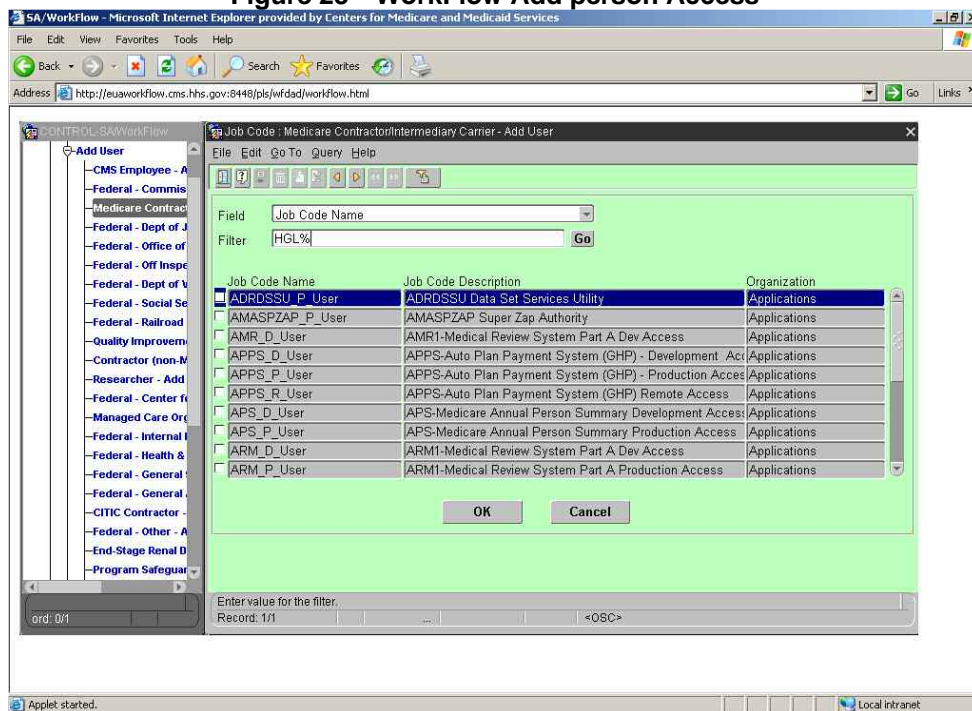 Figure 28 - WorkFlow Add person Access
SA/WorkFlow - Microsoft Internet Explorer provided by Centers for Medicare and Medicaid Services
File Edit View Favorites Tools Help
Back Search Favorites
Address http://euaworkflow.cms.hhs.gov:8448/pls/wfdad/workflow.html Go Links
CONTROL-SA/WorkFlow
Add User
CMS Employee - A
Federal - Commis
Medicare Contract
Federal - Dept of J
Federal - Office of
Federal - Off Inspe
Federal - Dept of V
Federal - Social Se
Federal - Railroad
Quality Improveme
Contractor (non-M
Researcher - Add
Federal - Center fo
Managed Care Org
Federal - Internal
Federal - Health &
Federal - General
Federal - General
CITIC Contractor -
Federal - Other - A
End-Stage Renal D
Program Safeguar
ord: 0/1
Job Code : Medicare Contractor/Intermediary Carrier - Add User
File Edit Go To Query Help
Field Job Code Name
Filter HGL% Go
Job Code Name Job Code Description Organization
ADRDSSU_P_User ADRDSSU Data Set Services Utility Applications
AMASPZAP_P_User AMASPZAP Super Zap Authority Applications
AMR_D_User AMR1-Medical Review System Part A Dev Access Applications
APPS_D_User APPS-Auto Plan Payment System (GHP) - Development Acc Applications
APPS_P_User APPS-Auto Plan Payment System (GHP) - Production Acces Applications
APPS_R_User APPS-Auto Plan Payment System (GHP) Remote Access Applications
APS_D_User APS-Medicare Annual Person Summary Development Access Applications
APS_P_User APS-Medicare Annual Person Summary Production Access Applications
ARM_D_User ARM1-Medical Review System Part A Dev Access Applications
ARM_P_User ARM1-Medical Review System Part A Production Access Applications
OK Cancel
Enter value for the filter.
Record: 1/1 ... <OSC>
Applet started. Local intranet